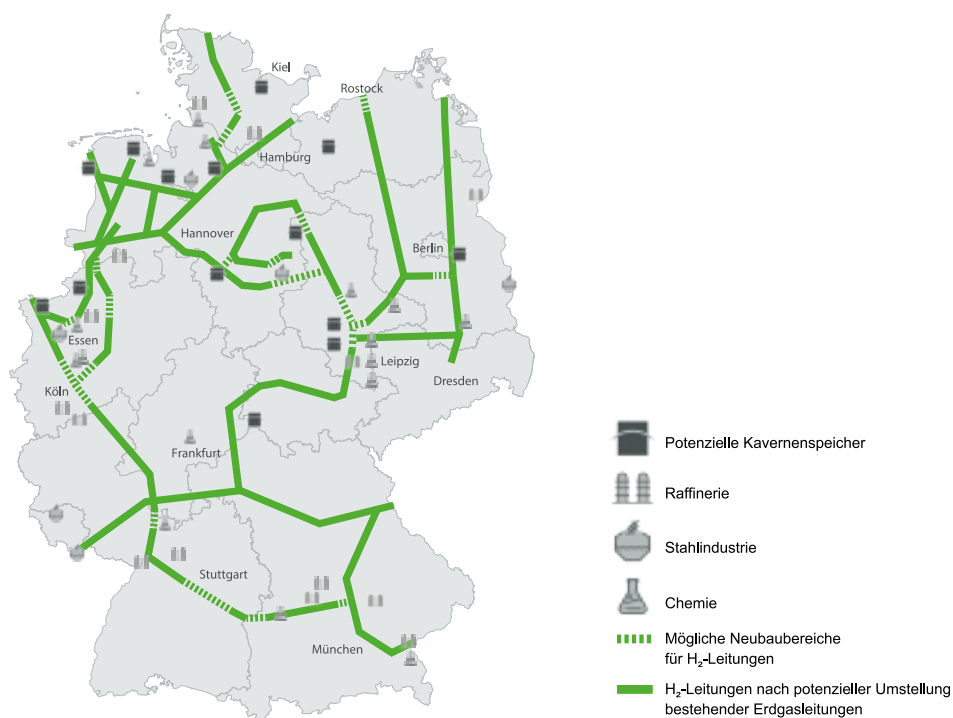 Kiel
Rostock
Hamburg
Hannover
Berlin
Essen
Leipzig
Dresden
Köln
Frankfurt
Stuttgart
München
Potenzielle Kavernenspeicher
Raffinerie
Stahlindustrie
Chemie
Mögliche Neubaubereiche
für H₂-Leitungen
H₂-Leitungen nach potenzieller Umstellung
bestehender Erdgasleitungen